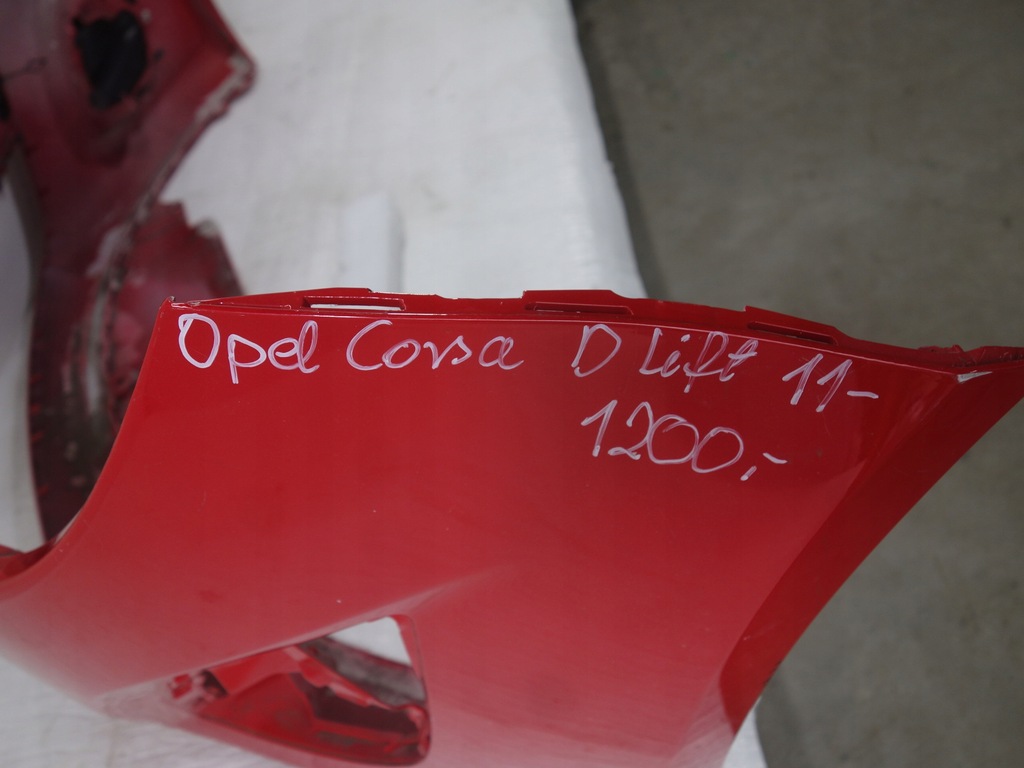 Opel Corsa D Lift 11-
1200,-